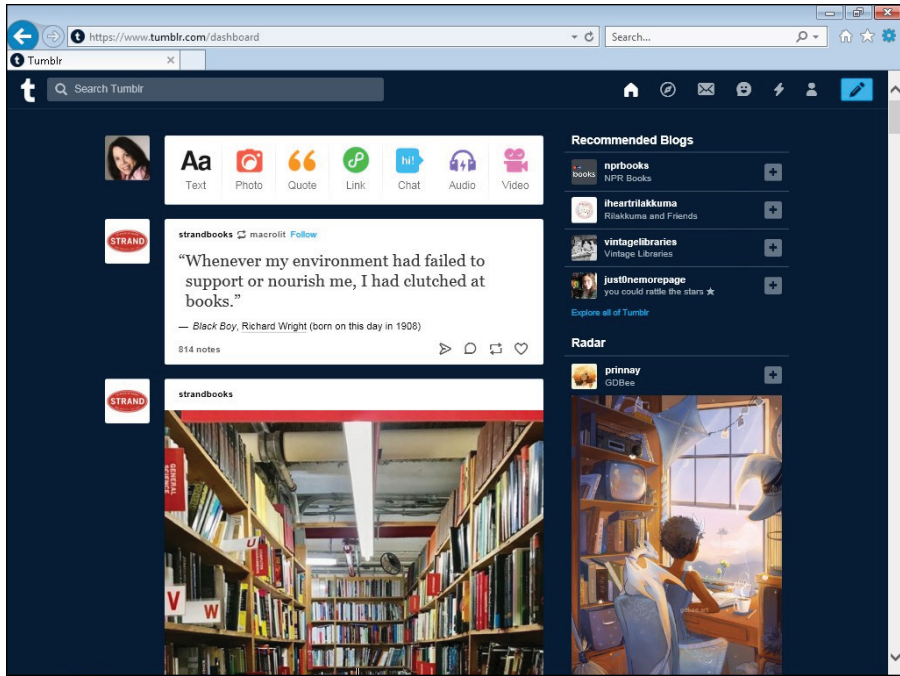 https://www.tumblr.com/dashboard
Search...
Tumblr
t
Search Tumblr
Aa
hi!
Text
Photo
Quote
Link
Chat
Audio
Video
Recommended Blogs
books
nprbooks
NPR Books
iheartrilakkuma
Rilakkuma and Friends
vintagelibraries
Vintage Libraries
just0nemorepage
you could rattle the stars ★
Explore all of Tumblr
STRAND
strandbooks macrolit Follow
“Whenever my environment had failed to
support or nourish me, I had clutched at
books.”
— Black Boy, Richard Wright (born on this day in 1908)
814 notes
Radar
prinnay
GDBee
STRAND
strandbooks
GENERAL
SCIENCE
U
V
W